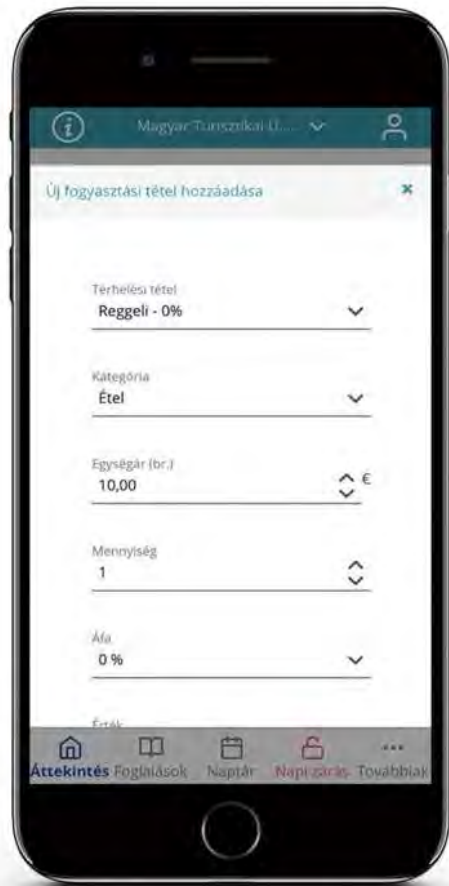 Magyar Turisztikai Ü....
Új fogyasztási tétel hozzáadása
Terhelési tétel
Reggeli - 0%
Kategória
Étel
Egységár (br.)
10,00 €
Mennyiség
1
Áfa
0 %
Érték
Áttekintés Foglalások Naptár Napi zárás Továbbiak